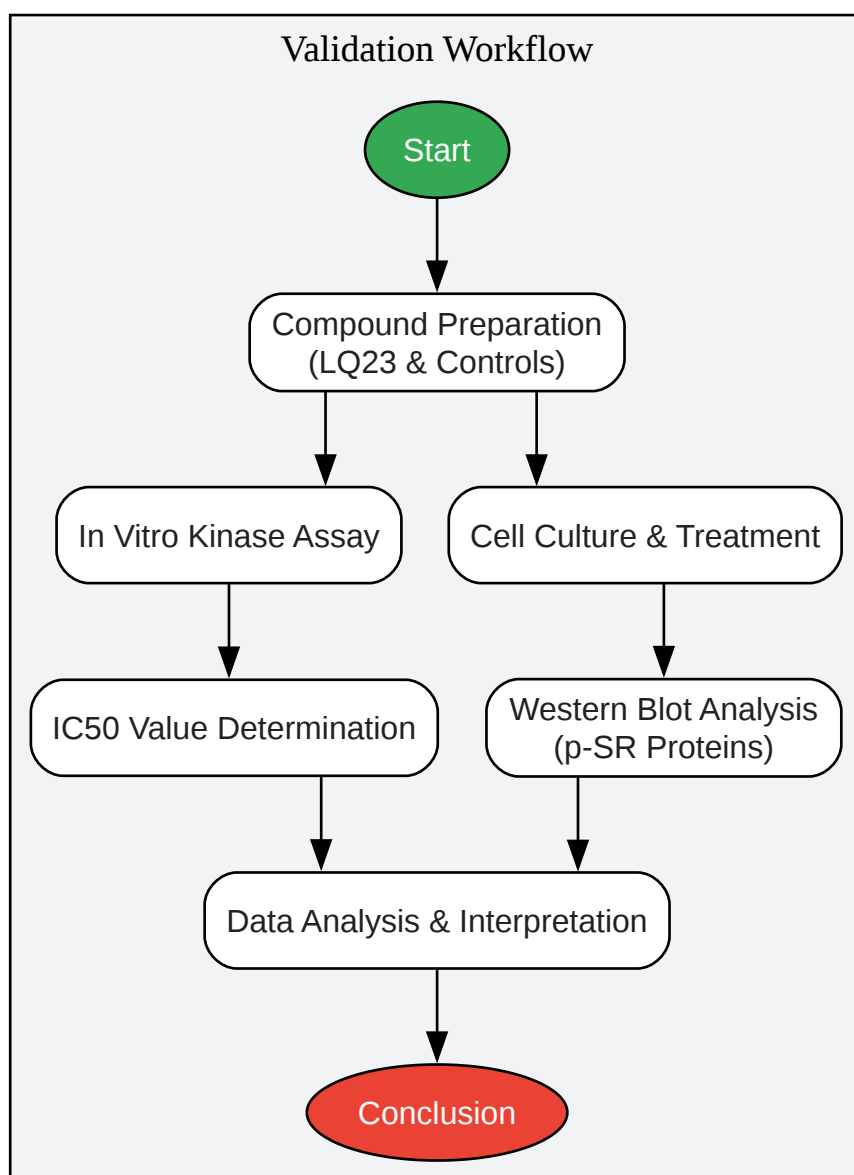 Validation Workflow
Start
Compound Preparation
(LQ23 & Controls)
In Vitro Kinase Assay
Cell Culture & Treatment
IC50 Value Determination
Western Blot Analysis
(p-SR Proteins)
Data Analysis & Interpretation
Conclusion